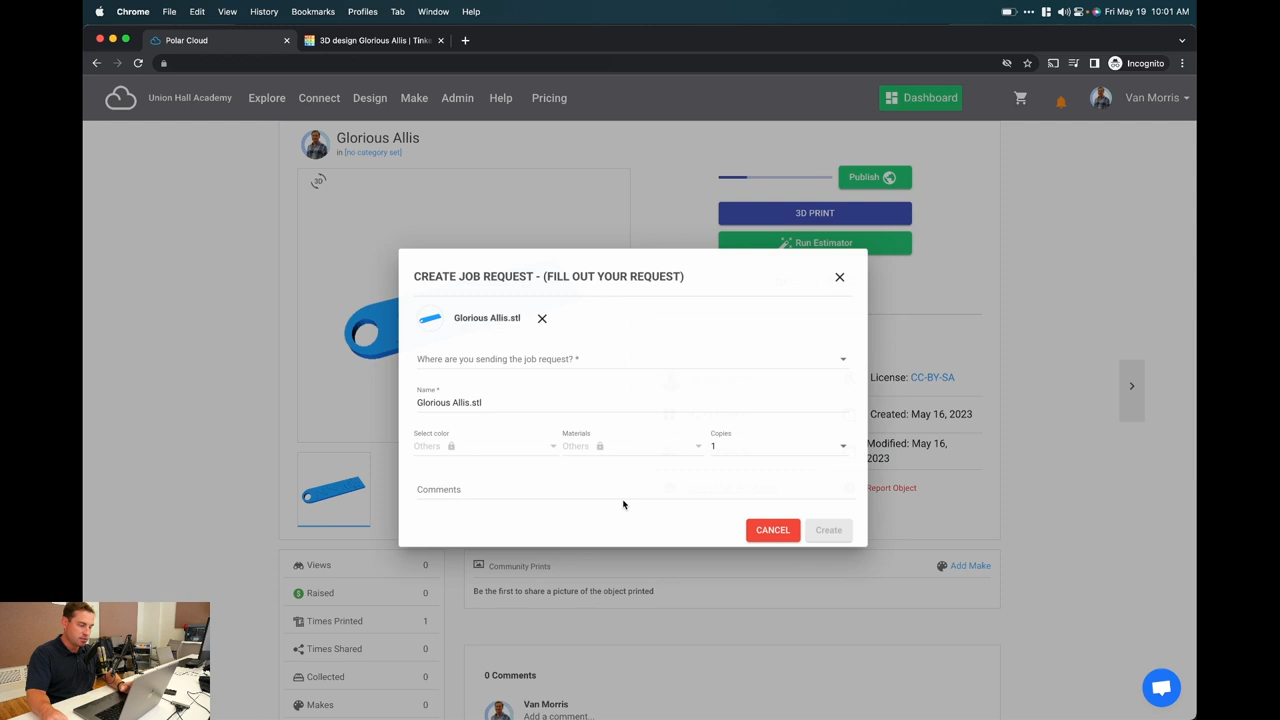 Chrome File Edit View History Bookmarks Profiles Tab Window Help Fri May 19 10:01 AM
Polar Cloud
3D design Glorious Allis | Tinke
Incognito
Union Hall Academy Explore Connect Design Make Admin Help Pricing Dashboard Van Morris
Glorious Allis
in [no category set]
3D
Publish
3D PRINT
Run Estimator
CREATE JOB REQUEST - (FILL OUT YOUR REQUEST)
Glorious Allis.stl
Where are you sending the job request? *
Name *
Glorious Allis.stl
Select color Materials Copies
Others Others 1
Comments
CANCEL Create
License: CC-BY-SA
Created: May 16, 2023
Modified: May 16,
2023
Report Object
Views 0
Raised 0
Times Printed 1
Times Shared 0
Collected 0
Makes 0
Community Prints Add Make
Be the first to share a picture of the object printed
0 Comments
Van Morris
Add a comment...